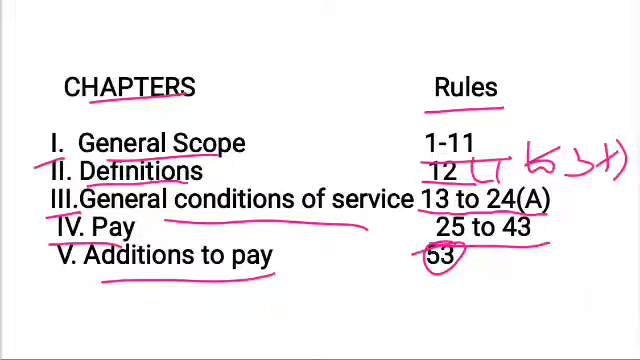 CHAPTERS Rules
I. General Scope 1-11
II. Definitions 12
III.General conditions of service 13 to 24(A)
IV. Pay 25 to 43
V. Additions to pay 53